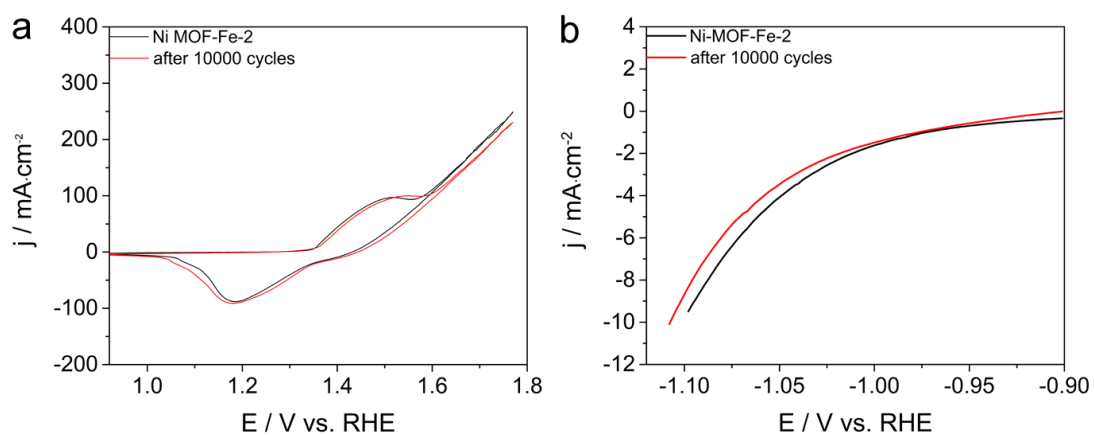 a
400
300
200
100
0
-100
-200
j / mA·cm-2
1.0
1.2
1.4
1.6
1.8
E / V vs. RHE
Ni MOF-Fe-2
after 10000 cycles
b
4
2
0
-2
-4
-6
-8
-10
-12
j / mA·cm-2
-1.10
-1.05
-1.00
-0.95
-0.90
E / V vs. RHE
Ni-MOF-Fe-2
after 10000 cycles